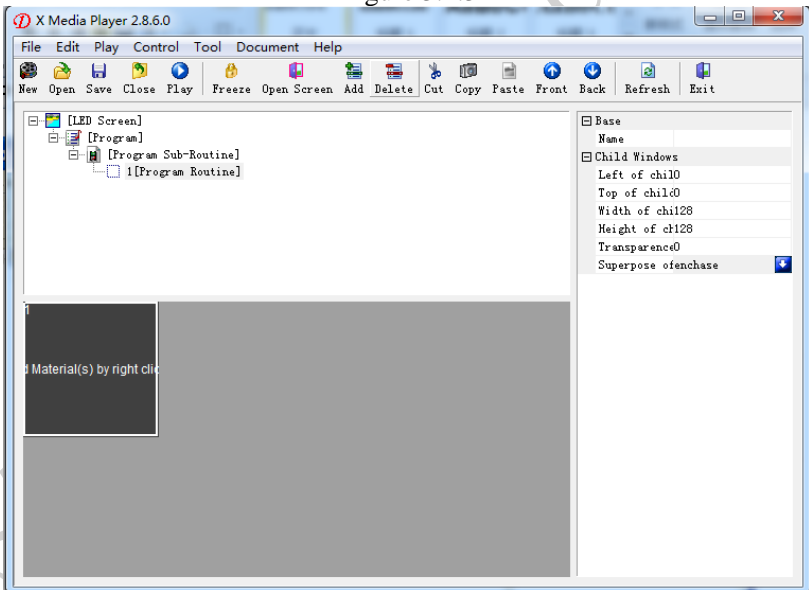 X Media Player 2.8.6.0
File Edit Play Control Tool Document Help
New Open Save Close Play Freeze Open Screen Add Delete Cut Copy Paste Front Back Refresh Exit
[LED Screen]
[Program]
[Program Sub-Routine]
1[Program Routine]
Base
Name
Child Windows
Left of chil0
Top of chil0
Width of chi128
Height of cl128
Transparenc0
Superpose ofenchase
1
Material(s) by right clic